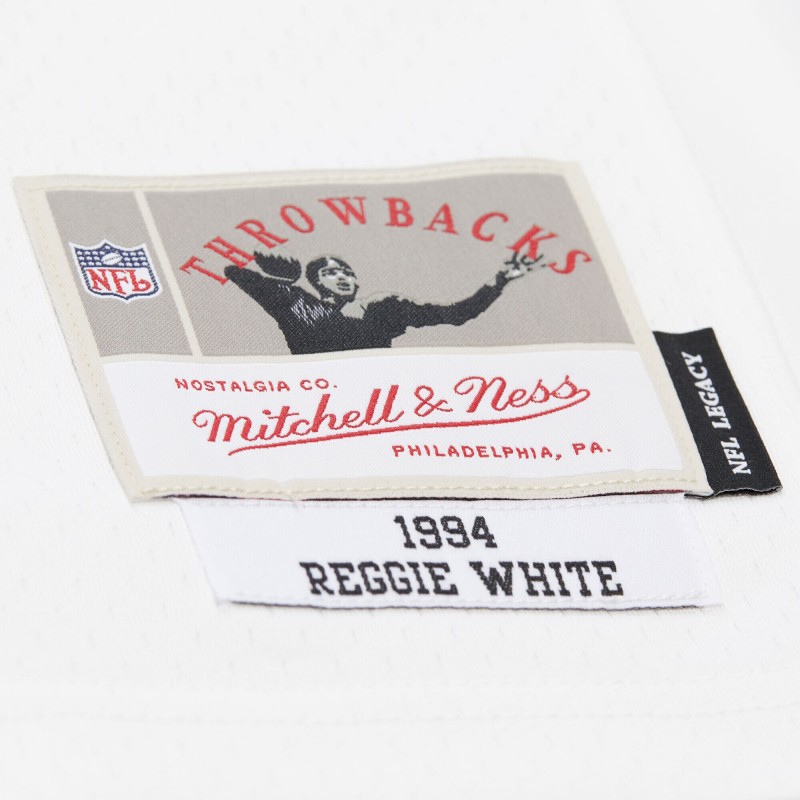 THROWBACKS
NFL
NOSTALGIA CO.
Mitchell & Ness
PHILADELPHIA, PA.
NFL LEGACY
1994
REGGIE WHITE